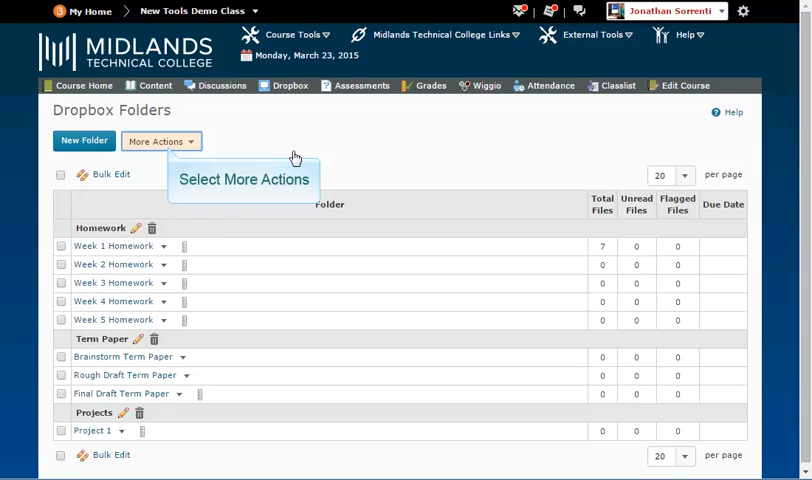 My Home
New Tools Demo Class
Jonathan Sorrenti
MIDLANDS
TECHNICAL COLLEGE
Course Tools
Midlands Technical College Links
External Tools
Help
Monday, March 23, 2015
Course Home
Content
Discussions
Dropbox
Assessments
Grades
Wiggio
Attendance
Classlist
Edit Course
Dropbox Folders
Help
New Folder
More Actions
Select More Actions
Bulk Edit
20
per page
Folder
Total Files
Unread Files
Flagged Files
Due Date
Homework
Week 1 Homework 7 0 0
Week 2 Homework 0 0 0
Week 3 Homework 0 0 0
Week 4 Homework 0 0 0
Week 5 Homework 0 0 0
Term Paper
Brainstorm Term Paper 0 0 0
Rough Draft Term Paper 0 0 0
Final Draft Term Paper 0 0 0
Projects
Project 1 0 0 0
Bulk Edit
20
per page